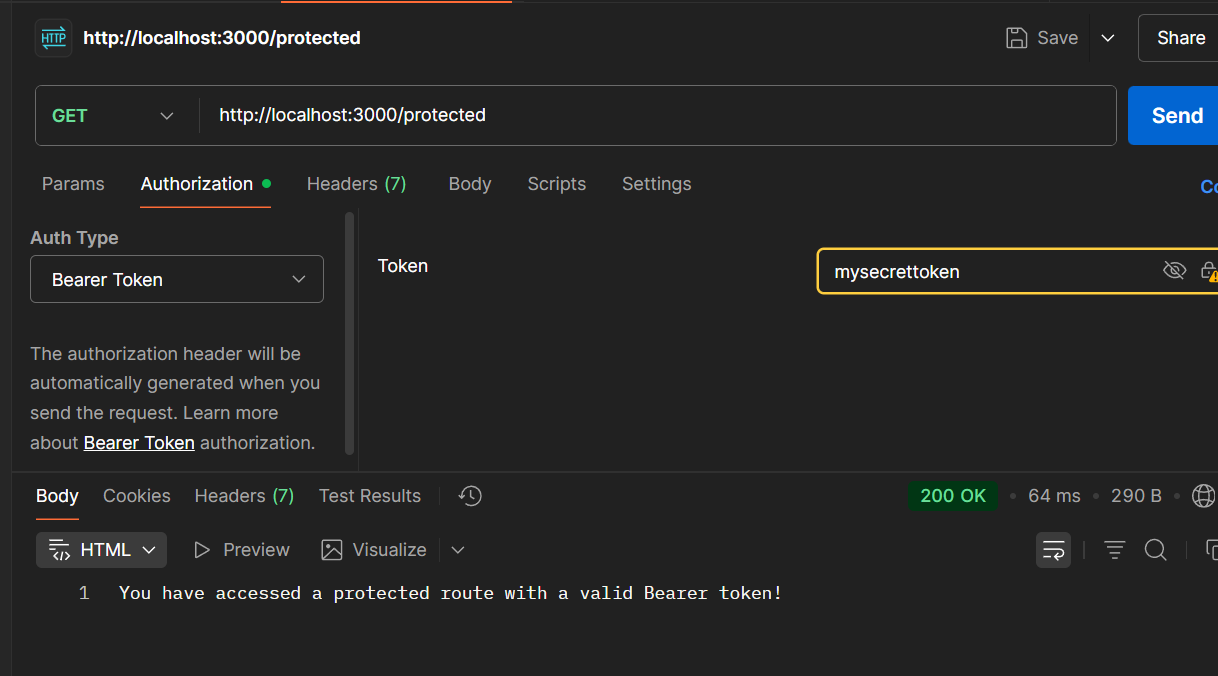 HTTP http://localhost:3000/protected Save Share
GET http://localhost:3000/protected Send
Params Authorization Headers (7) Body Scripts Settings
Auth Type
Bearer Token
Token mysecrettoken
The authorization header will be
automatically generated when you
send the request. Learn more
about Bearer Token authorization.
Body Cookies Headers (7) Test Results 200 OK • 64 ms • 290 B •
HTML Preview Visualize
1 You have accessed a protected route with a valid Bearer token!